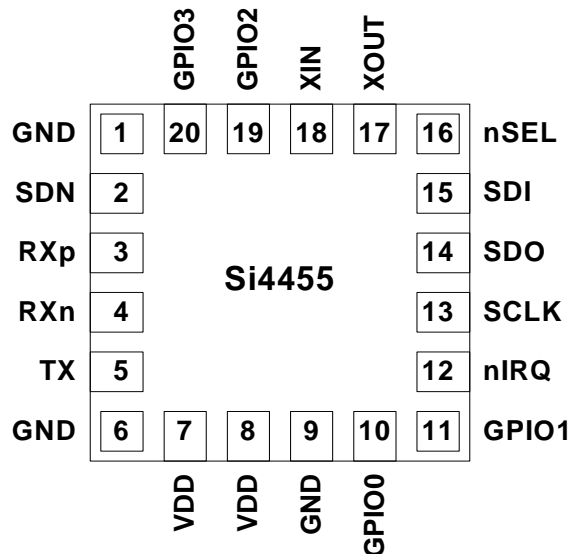 GPIO3 GPIO2 XIN XOUT
GND 1 20 19 18 17 16 nSEL
SDN 2 15 SDI
RXp 3 14 SDO
Si4455
RXn 4 13 SCLK
TX 5 12 nIRQ
GND 6 7 8 9 10 11 GPIO1
VDD VDD GND GPIO0